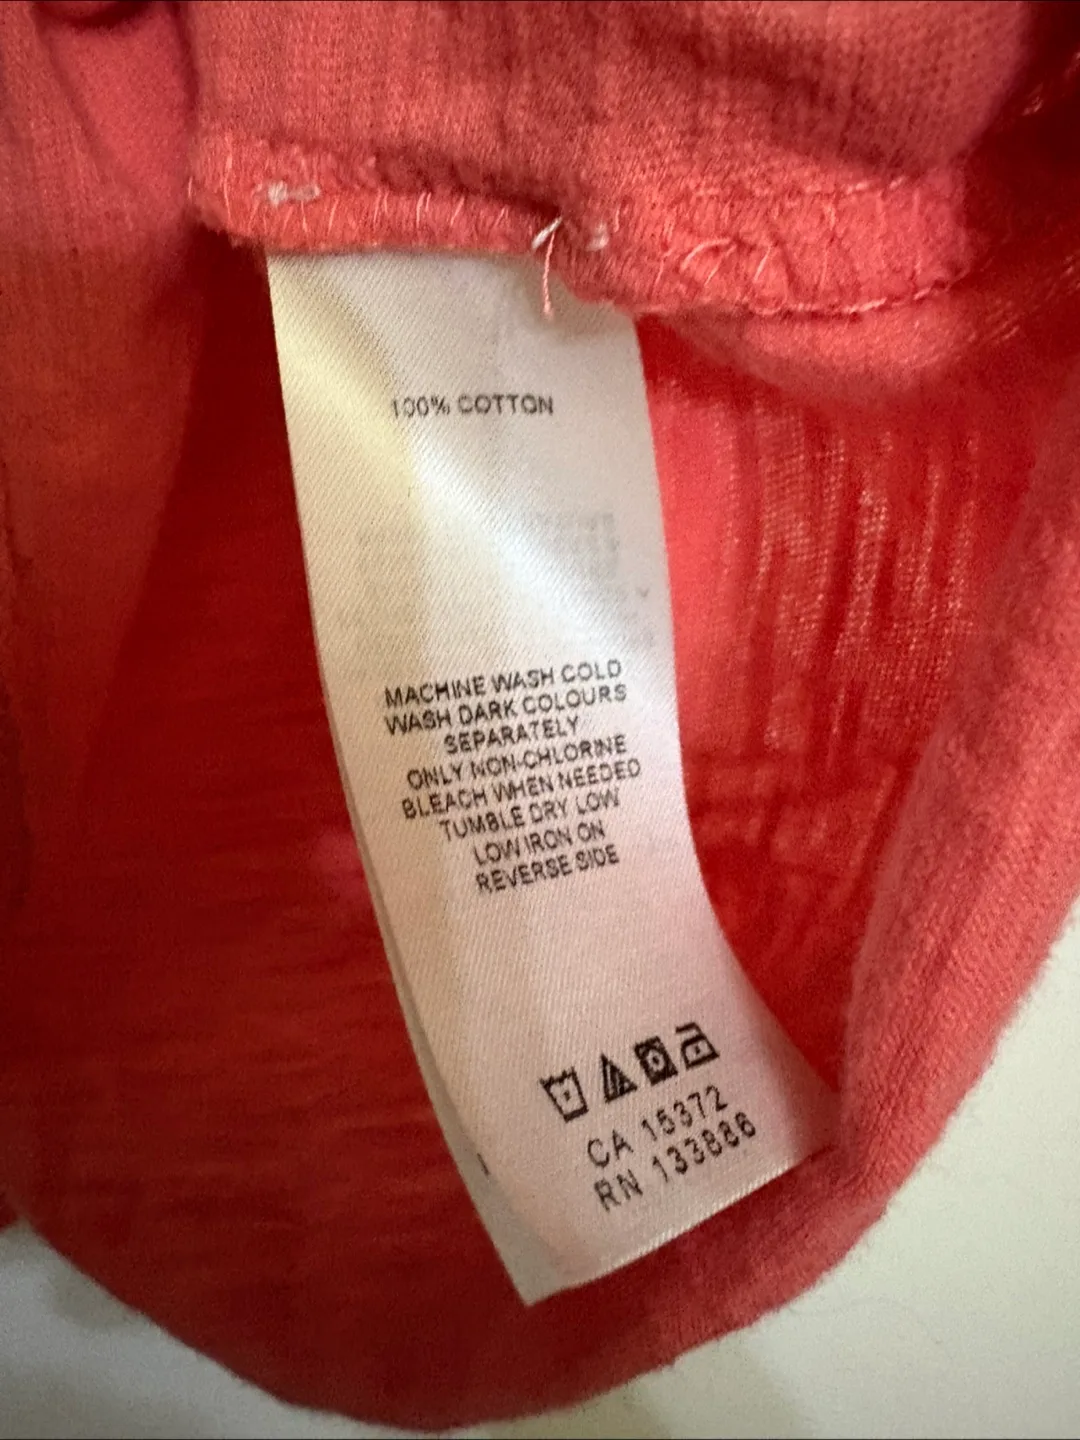 100% COTTON
MACHINE WASH COLD
WASH DARK COLOURS
SEPARATELY
ONLY NON-CHLORINE
BLEACH WHEN NEEDED
TUMBLE DRY LOW
LOW IRON ON
REVERSE SIDE
CA 15372
RN 133886